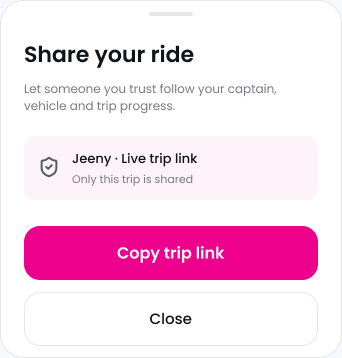 Share your ride
Let someone you trust follow your captain,
vehicle and trip progress.
Jeeny · Live trip link
Only this trip is shared
Copy trip link
Close